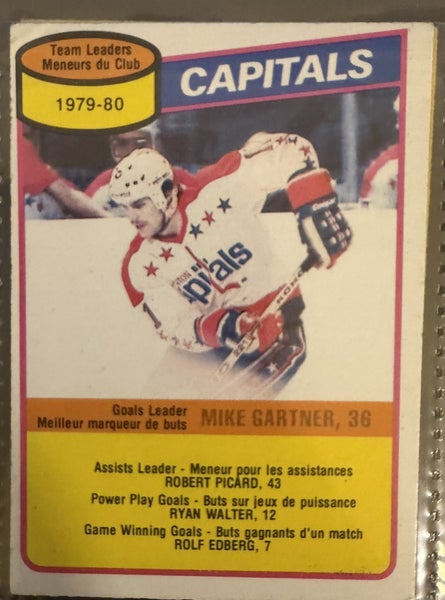 Team Leaders
Meneurs du Club
1979-80
CAPITALS
Capitals
Goals Leader
Meilleur marqueur de buts
MIKE GARTNER, 36
Assists Leader - Meneur pour les assistances
ROBERT PICARD, 43
Power Play Goals - Buts sur jeux de puissance
RYAN WALTER, 12
Game Winning Goals - Buts gagnants d'un match
ROLF EDBERG, 7